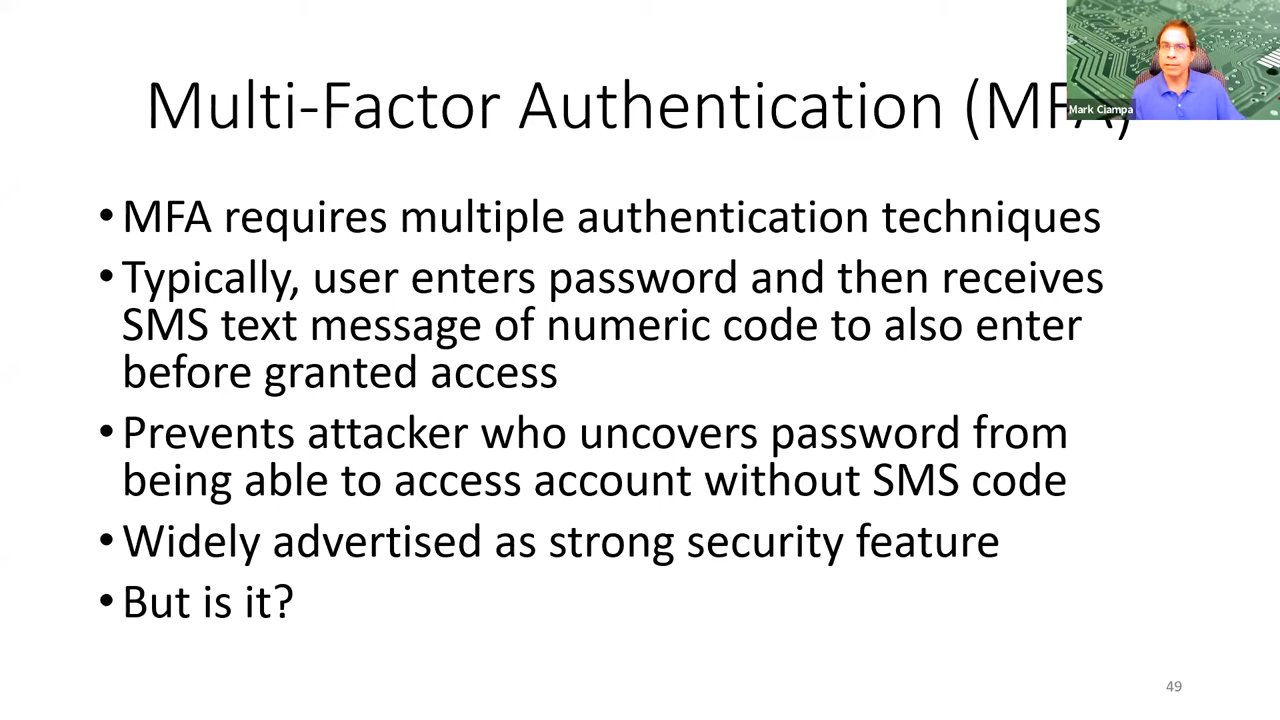 Multi-Factor Authentication (MFA)
Mark Ciampa
• MFA requires multiple authentication techniques
• Typically, user enters password and then receives
SMS text message of numeric code to also enter
before granted access
• Prevents attacker who uncovers password from
being able to access account without SMS code
• Widely advertised as strong security feature
• But is it?
49